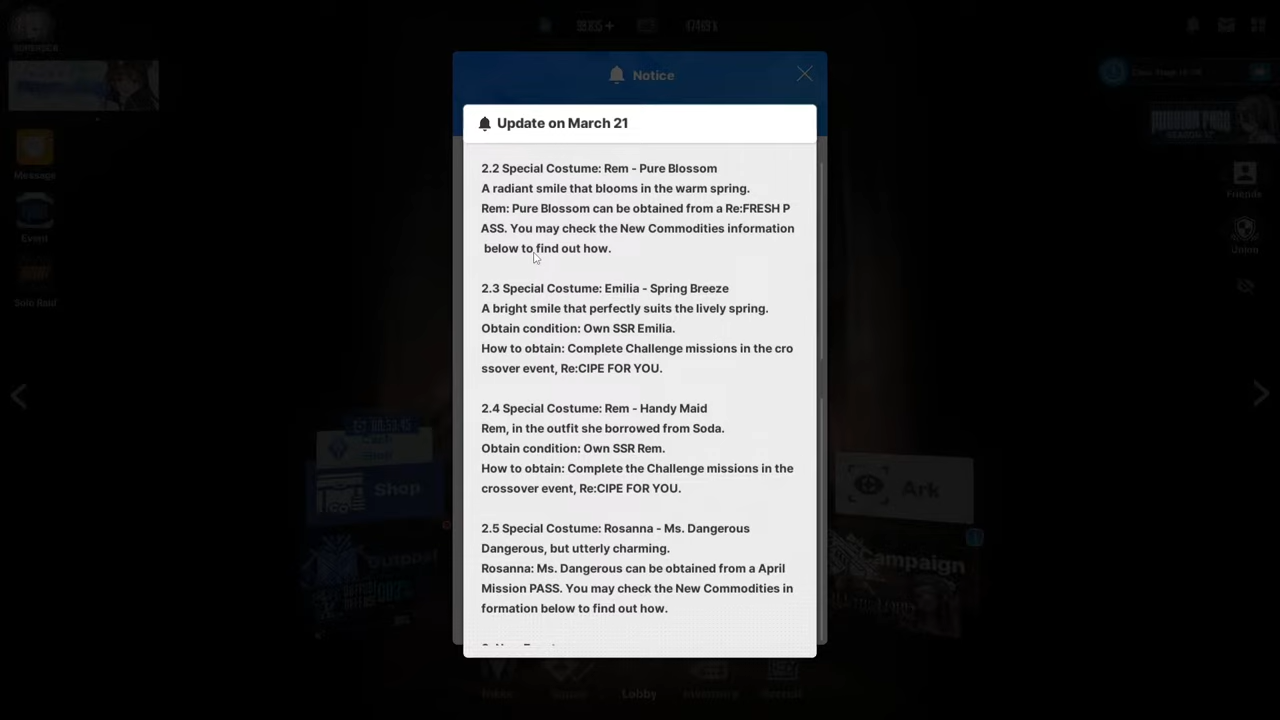 Notice
Update on March 21
2.2 Special Costume: Rem - Pure Blossom
A radiant smile that blooms in the warm spring.
Rem: Pure Blossom can be obtained from a Re:FRESH P
ASS. You may check the New Commodities information
below to find out how.
2.3 Special Costume: Emilia - Spring Breeze
A bright smile that perfectly suits the lively spring.
Obtain condition: Own SSR Emilia.
How to obtain: Complete Challenge missions in the cro
ssover event, Re:CIPE FOR YOU.
2.4 Special Costume: Rem - Handy Maid
Rem, in the outfit she borrowed from Soda.
Obtain condition: Own SSR Rem.
How to obtain: Complete the Challenge missions in the
crossover event, Re:CIPE FOR YOU.
2.5 Special Costume: Rosanna - Ms. Dangerous
Dangerous, but utterly charming.
Rosanna: Ms. Dangerous can be obtained from a April
Mission PASS. You may check the New Commodities in
formation below to find out how.
Message
Event
Solo Raid
Friends
Union
Shop
Ark
Outpost
Campaign
Lobby